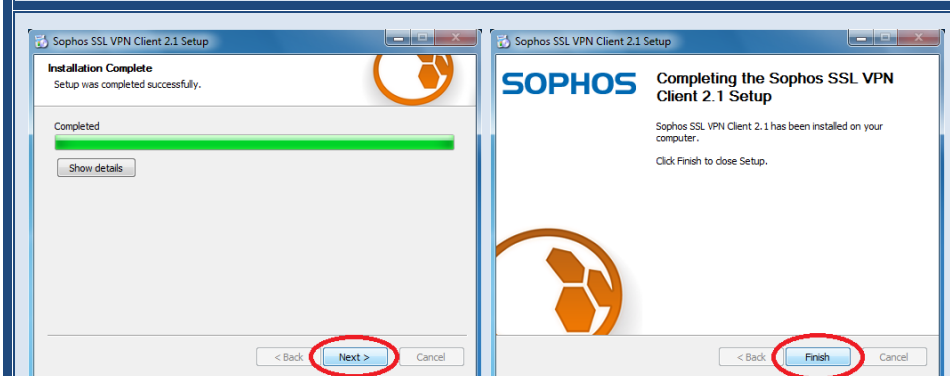 Sophos SSL VPN Client 2.1 Setup
Installation Complete
Setup was completed successfully.
Completed
Show details
< Back
Next >
Cancel
Sophos SSL VPN Client 2.1 Setup
SOPHOS
Completing the Sophos SSL VPN
Client 2.1 Setup
Sophos SSL VPN Client 2.1 has been installed on your
computer.
Click Finish to close Setup.
< Back
Finish
Cancel